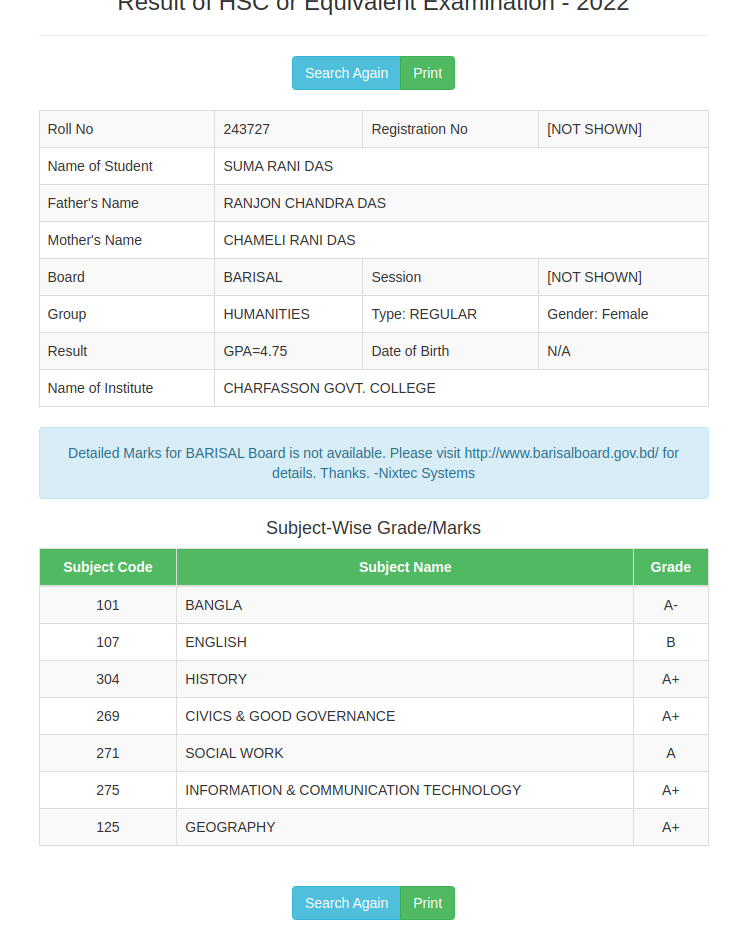 Result of HSC or Equivalent Examination - 2022
Search Again Print
Roll No 243727 Registration No [NOT SHOWN]
Name of Student SUMA RANI DAS
Father's Name RANJON CHANDRA DAS
Mother's Name CHAMELI RANI DAS
Board BARISAL Session [NOT SHOWN]
Group HUMANITIES Type: REGULAR Gender: Female
Result GPA=4.75 Date of Birth N/A
Name of Institute CHARFASSON GOVT. COLLEGE
Detailed Marks for BARISAL Board is not available. Please visit http://www.barisalboard.gov.bd/ for
details. Thanks. -Nixtec Systems
Subject-Wise Grade/Marks
Subject Code Subject Name Grade
101 BANGLA A-
107 ENGLISH B
304 HISTORY A+
269 CIVICS & GOOD GOVERNANCE A+
271 SOCIAL WORK A
275 INFORMATION & COMMUNICATION TECHNOLOGY A+
125 GEOGRAPHY A+
Search Again Print